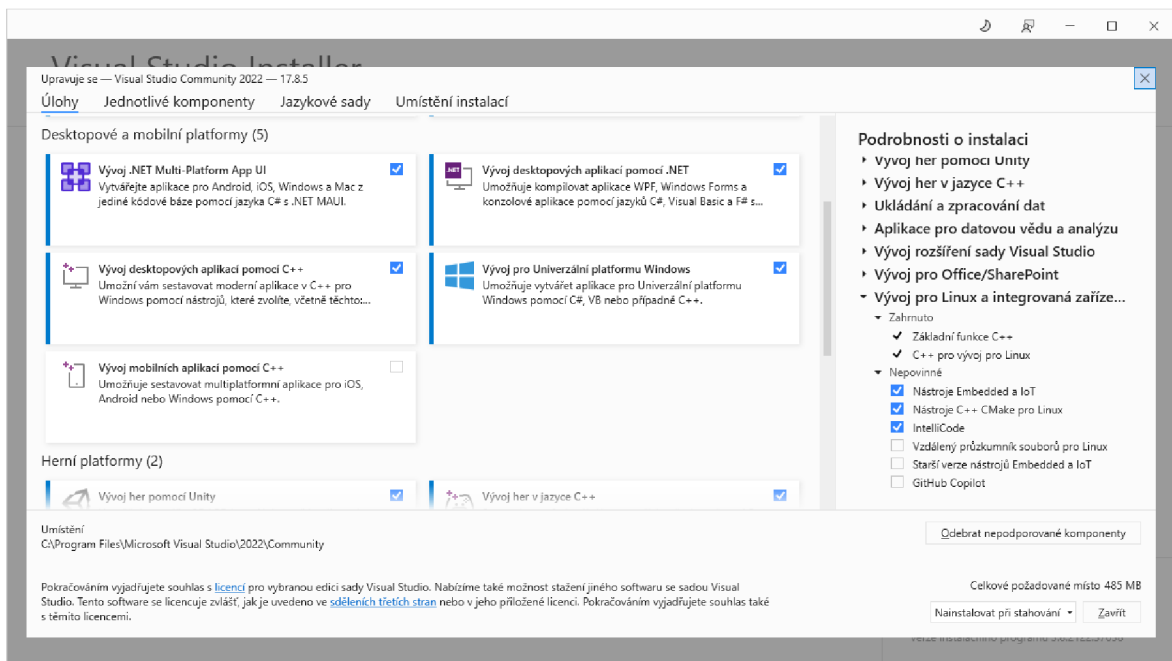 Visual Studio Installer
Upravuje se — Visual Studio Community 2022 — 17.8.5
Úlohy
Jednotlivé komponenty
Jazykové sady
Umístění instalací
Desktopové a mobilní platformy (5)
Vývoj .NET Multi-Platform App UI
Vytvářejte aplikace pro Android, iOS, Windows a Mac z
jediné kódové báze pomocí jazyka C# s .NET MAUI.
.NET
Vývoj desktopových aplikací pomocí .NET
Umožňuje kompilovat aplikace WPF, Windows Forms a
konzolové aplikace pomocí jazyků C#, Visual Basic a F# s...
Vývoj desktopových aplikací pomocí C++
Umožní vám sestavovat moderní aplikace v C++ pro
Windows pomocí nástrojů, které zvolíte, včetně těchto:...
Vývoj pro Univerzální platformu Windows
Umožňuje vytvářet aplikace pro Univerzální platformu
Windows pomocí C#, VB nebo případně C++.
Vývoj mobilních aplikací pomocí C++
Umožňuje sestavovat multiplatformní aplikace pro iOS,
Android nebo Windows pomocí C++.
Herní platformy (2)
Vývoj her pomocí Unity
Vývoj her v jazyce C++
Podrobnosti o instalaci
Vývoj her pomocí Unity
Vývoj her v jazyce C++
Ukládání a zpracování dat
Aplikace pro datovou vědu a analýzu
Vývoj rozšíření sady Visual Studio
Vývoj pro Office/SharePoint
Vývoj pro Linux a integrovaná zaříze...
Zahrnuto
Základní funkce C++
C++ pro vývoj pro Linux
Nepovinné
Nástroje Embedded a IoT
Nástroje C++ CMake pro Linux
IntelliCode
Vzdálený průzkumník souborů pro Linux
Starší verze nástrojů Embedded a IoT
GitHub Copilot
Umístění
C:\Program Files\Microsoft Visual Studio\2022\Community
Odebrat nepodporované komponenty
Pokračováním vyjadřujete souhlas s licencí pro vybranou edici sady Visual Studio. Nabízíme také možnost stažení jiného softwaru se sadou Visual
Studio. Tento software se licencuje zvlášť, jak je uvedeno ve sděleních třetích stran nebo v jeho přiložené licenci. Pokračováním vyjadřujete souhlas také
s těmito licencemi.
Celkové požadované místo 485 MB
Nainstalovat při stahování
Zavřít